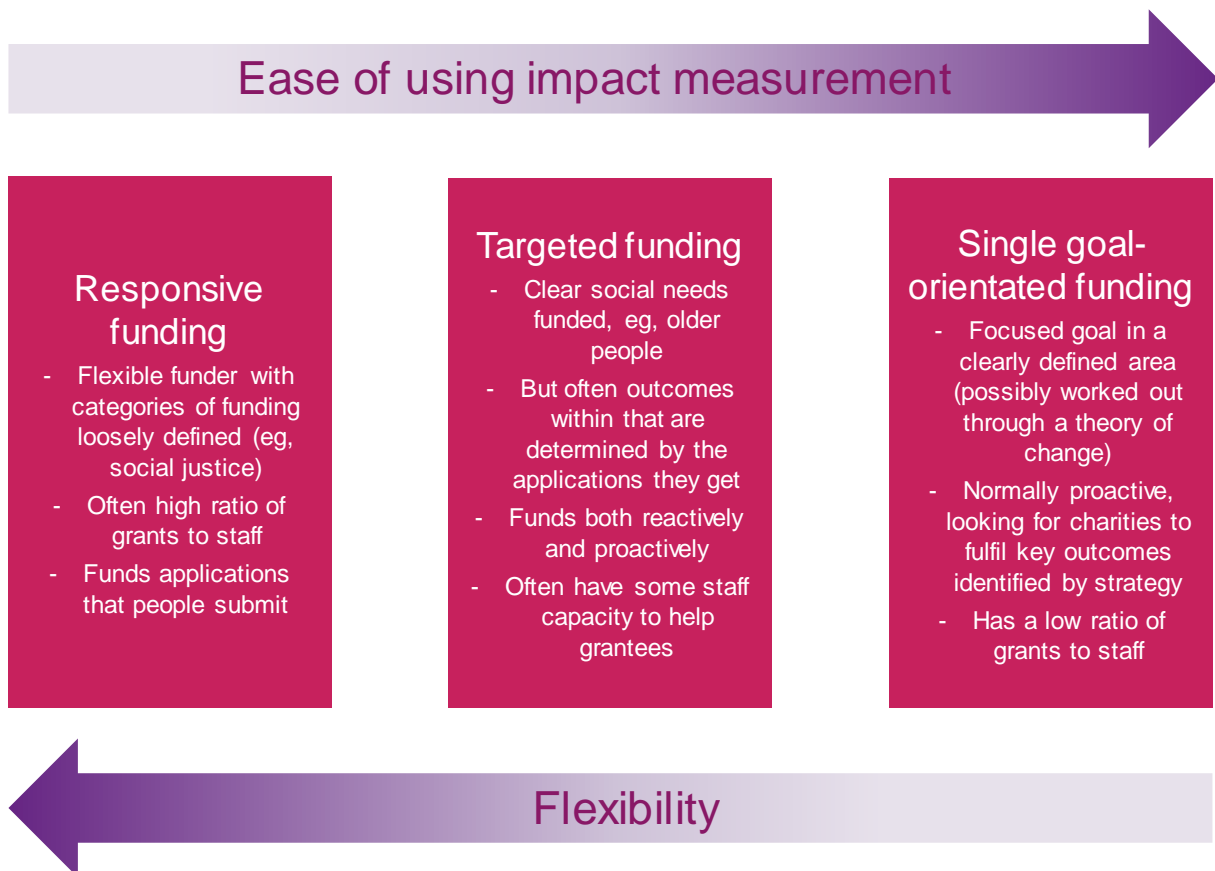 Ease of using impact measurement
Responsive
funding
- Flexible funder with
categories of funding
loosely defined (eg,
social justice)
- Often high ratio of
grants to staff
- Funds applications
that people submit
Targeted funding
- Clear social needs
funded, eg, older
people
- But often outcomes
within that are
determined by the
applications they get
- Funds both reactively
and proactively
- Often have some staff
capacity to help
grantees
Single goal-
orientated funding
- Focused goal in a
clearly defined area
(possibly worked out
through a theory of
change)
- Normally proactive,
looking for charities to
fulfil key outcomes
identified by strategy
- Has a low ratio of
grants to staff
Flexibility